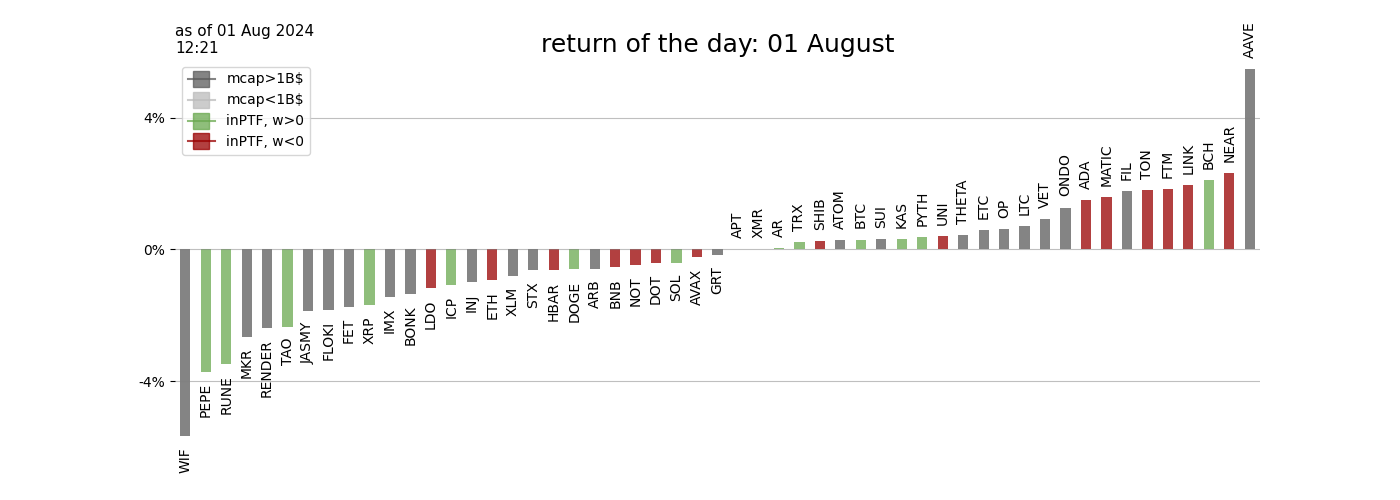 as of 01 Aug 2024
12:21
return of the day: 01 August
mcap>1B$
mcap<1B$
inPTF, w>0
inPTF, w<0
4%
0%
-4%
WIF
PEPE
RUNE
MKR
RENDER
TAO
JASMY
FLOKI
FET
XRP
IMX
BONK
LDO
ICP
INJ
ETH
XLM
STX
HBAR
DOGE
ARB
BNB
NOT
DOT
SOL
AVAX
GRT
APT
XMR
AR
TRX
SHIB
ATOM
BTC
SUI
KAS
PYTH
UNI
THETA
ETC
OP
LTC
VET
ONDO
ADA
MATIC
FIL
TON
FTM
LINK
BCH
NEAR
AAVE